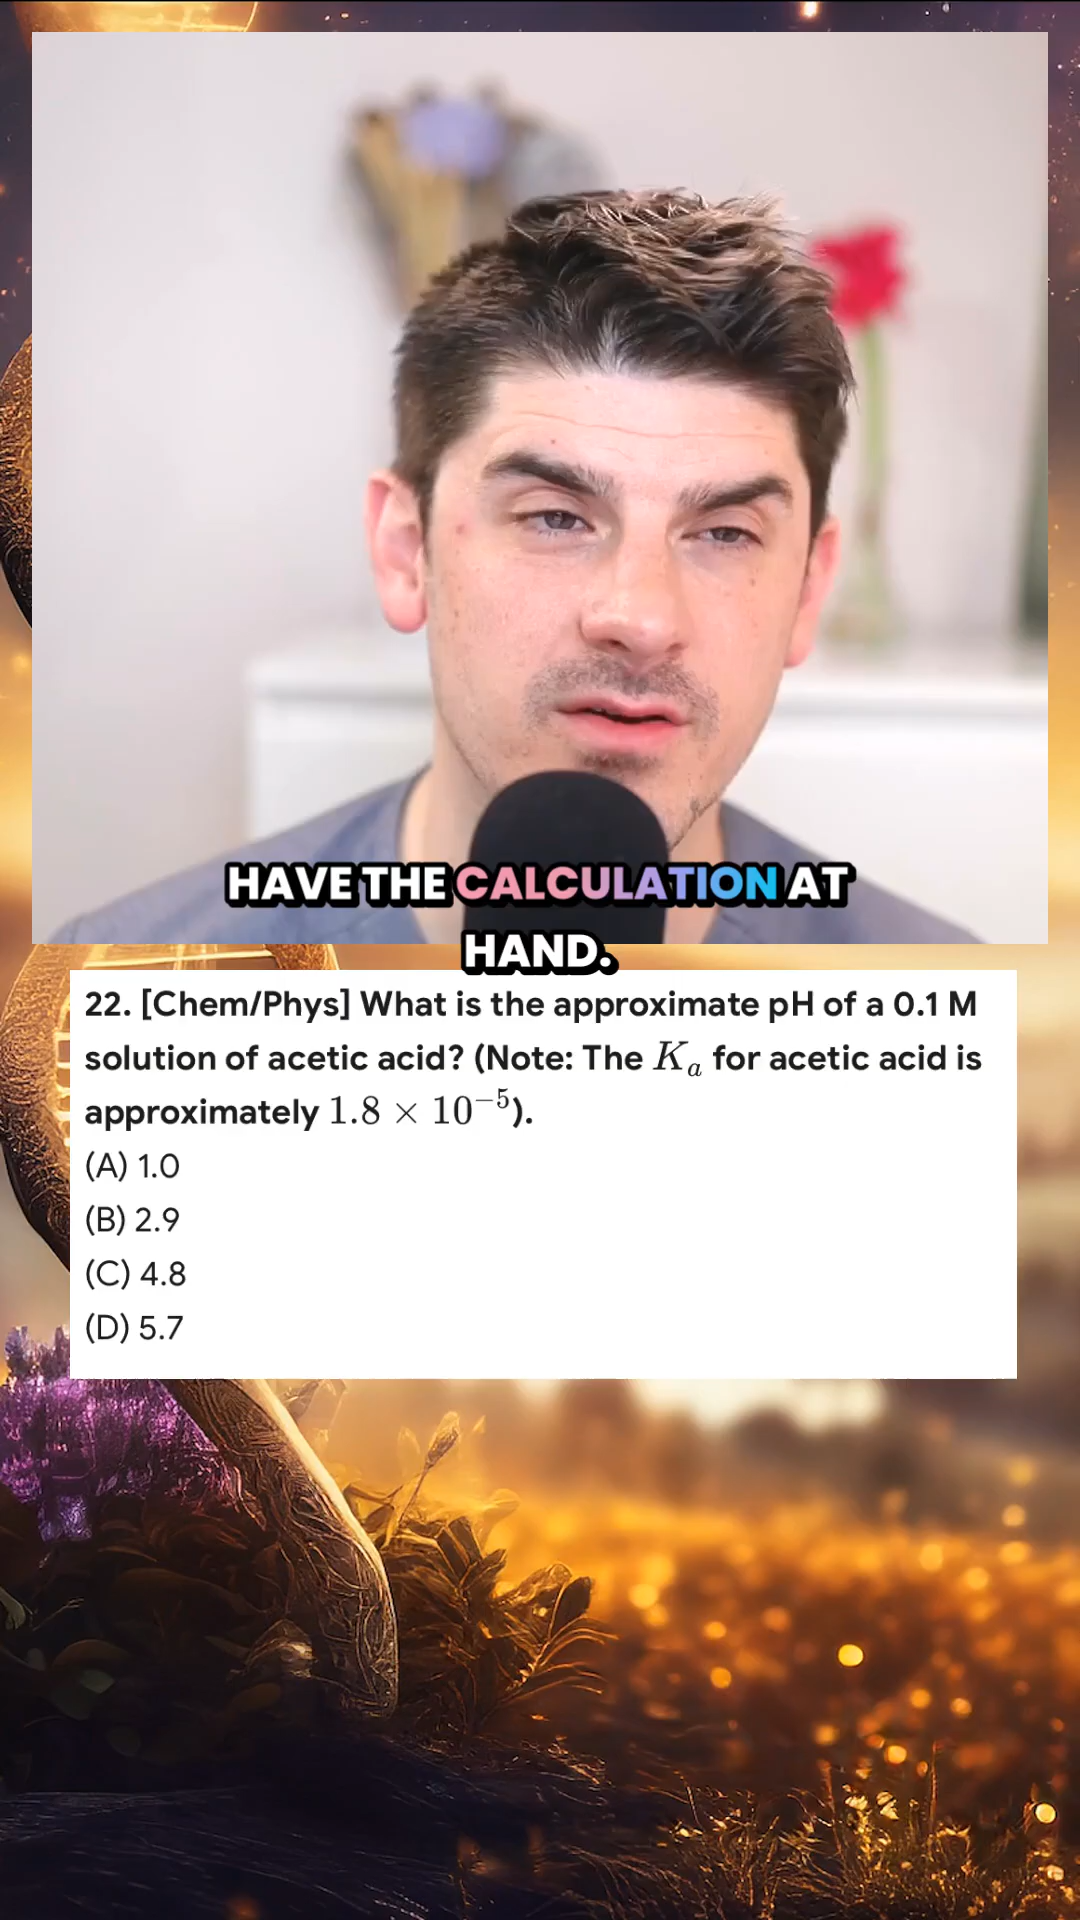 HAVE THE CALCULATION AT
HAND.
22. [Chem/Phys] What is the approximate pH of a 0.1 M
solution of acetic acid? (Note: The Kₐ for acetic acid is
approximately 1.8 × 10⁻⁵).
(A) 1.0
(B) 2.9
(C) 4.8
(D) 5.7